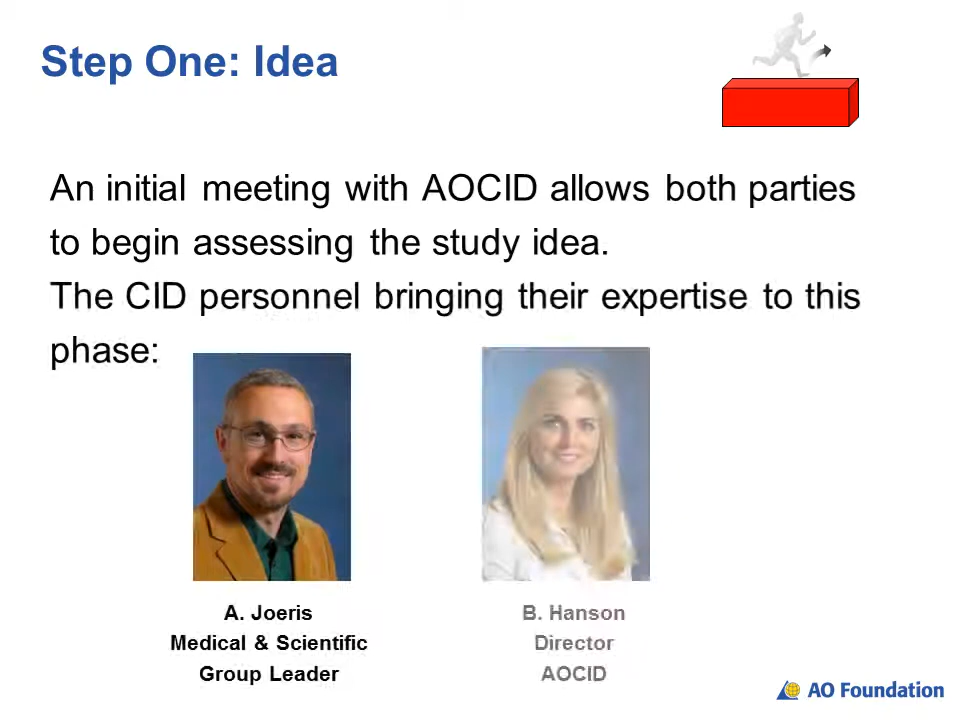 Step One: Idea
An initial meeting with AOCID allows both parties
to begin assessing the study idea.
The CID personnel bringing their expertise to this
phase:
A. Joeris
Medical & Scientific
Group Leader
B. Hanson
Director
AOCID
AO Foundation